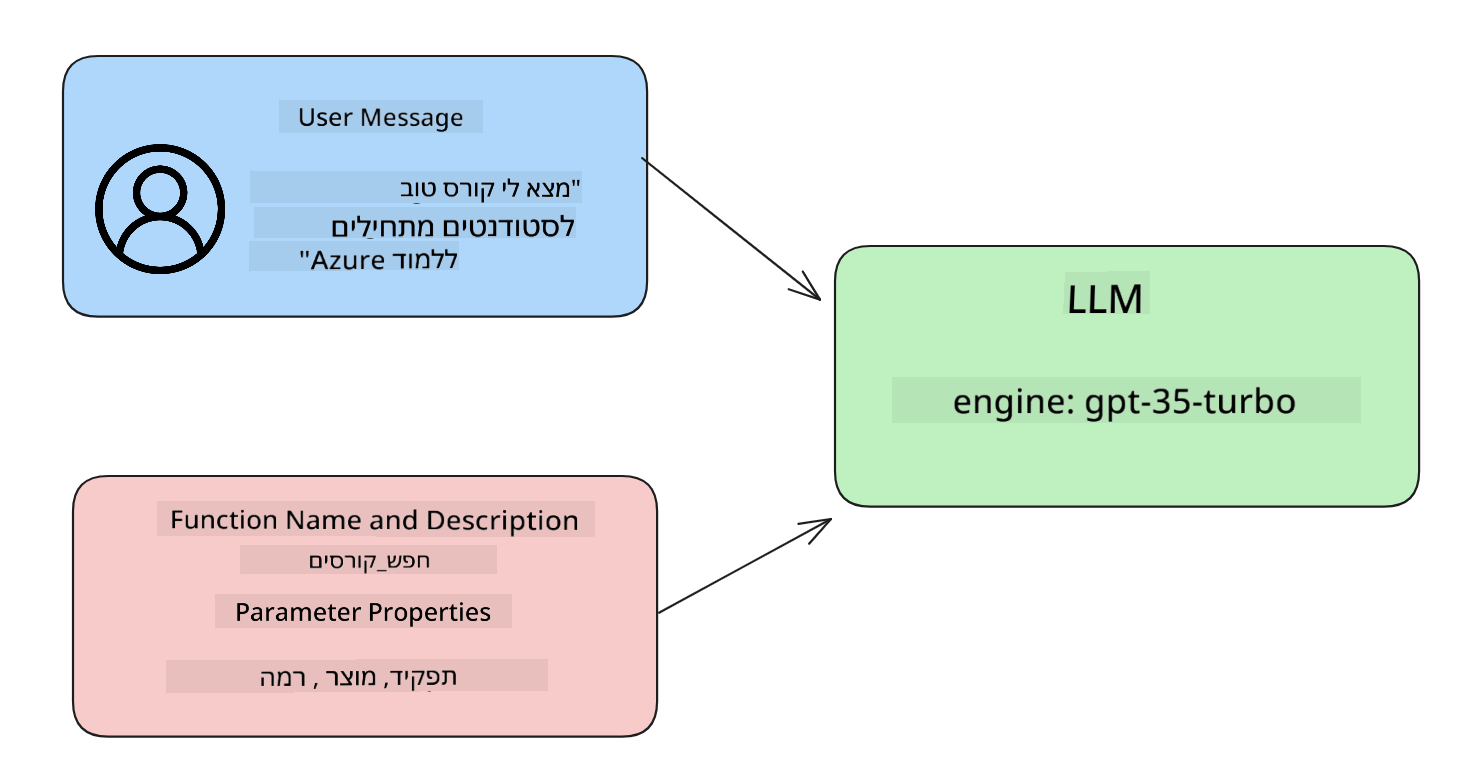 User Message
"מצא לי קורס טוב
לסטודנטים מתחילים
ללמוד Azure"
Function Name and Description
חפש_קורסים
Parameter Properties
תפקיד, מוצר , רמה
LLM
engine: gpt-35-turbo